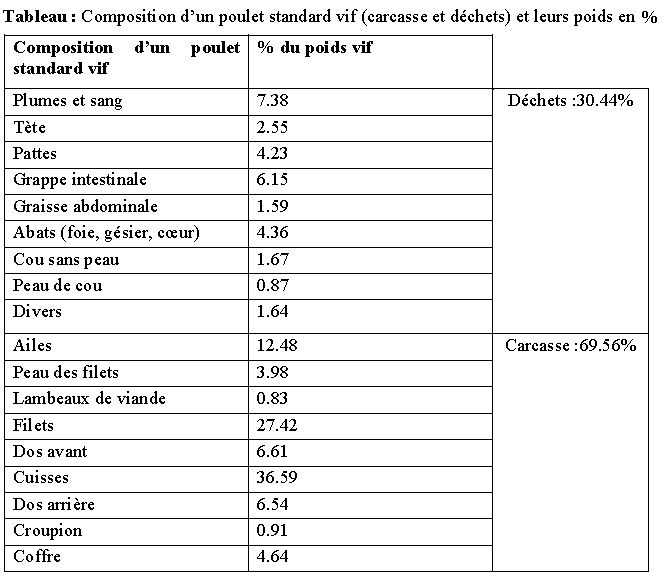 Tableau : Composition d'un poulet standard vif (carcasse et déchets) et leurs poids en %
Composition d'un poulet standard vif % du poids vif
Plumes et sang 7.38 Déchets :30.44%
Tète 2.55
Pattes 4.23
Grappe intestinale 6.15
Graisse abdominale 1.59
Abats (foie, gésier, cœur) 4.36
Cou sans peau 1.67
Peau de cou 0.87
Divers 1.64
Ailes 12.48 Carcasse :69.56%
Peau des filets 3.98
Lambeaux de viande 0.83
Filets 27.42
Dos avant 6.61
Cuisses 36.59
Dos arrière 6.54
Croupion 0.91
Coffre 4.64